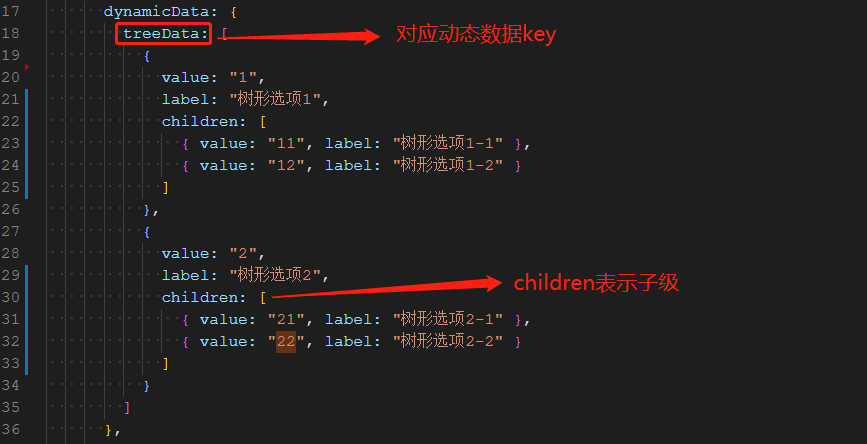 17 dynamicData: {
18 treeData: [ 对应动态数据key
19 {
20 value: "1",
21 label: "树形选项1",
22 children: [
23 { value: "11", label: "树形选项1-1" },
24 { value: "12", label: "树形选项1-2" }
25 ]
26 },
27 {
28 value: "2",
29 label: "树形选项2",
30 children: [ children表示子级
31 { value: "21", label: "树形选项2-1" },
32 { value: "22", label: "树形选项2-2" }
33 ]
34 }
35 ]
36 },